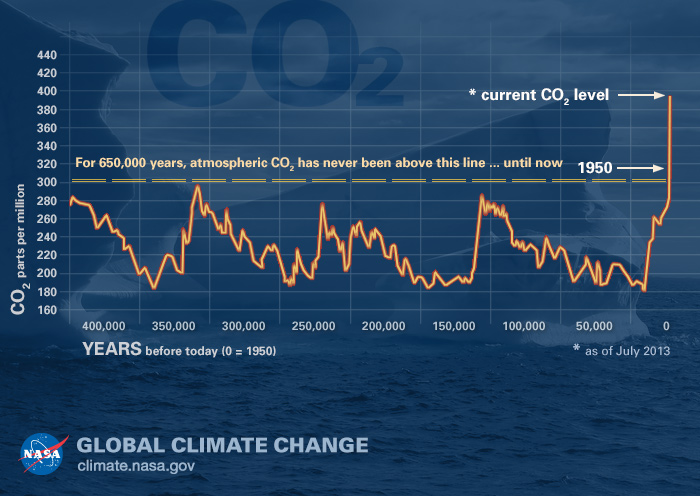 CO2
440
420
* current CO2 level
400
380
360
340
For 650,000 years, atmospheric CO2 has never been above this line ... until now
1950
320
300
280
260
240
220
200
180
160
CO2 parts per million
400,000 350,000 300,000 250,000 200,000 150,000 100,000 50,000 0
YEARS before today (0 = 1950)
* as of July 2013
NASA
GLOBAL CLIMATE CHANGE
climate.nasa.gov